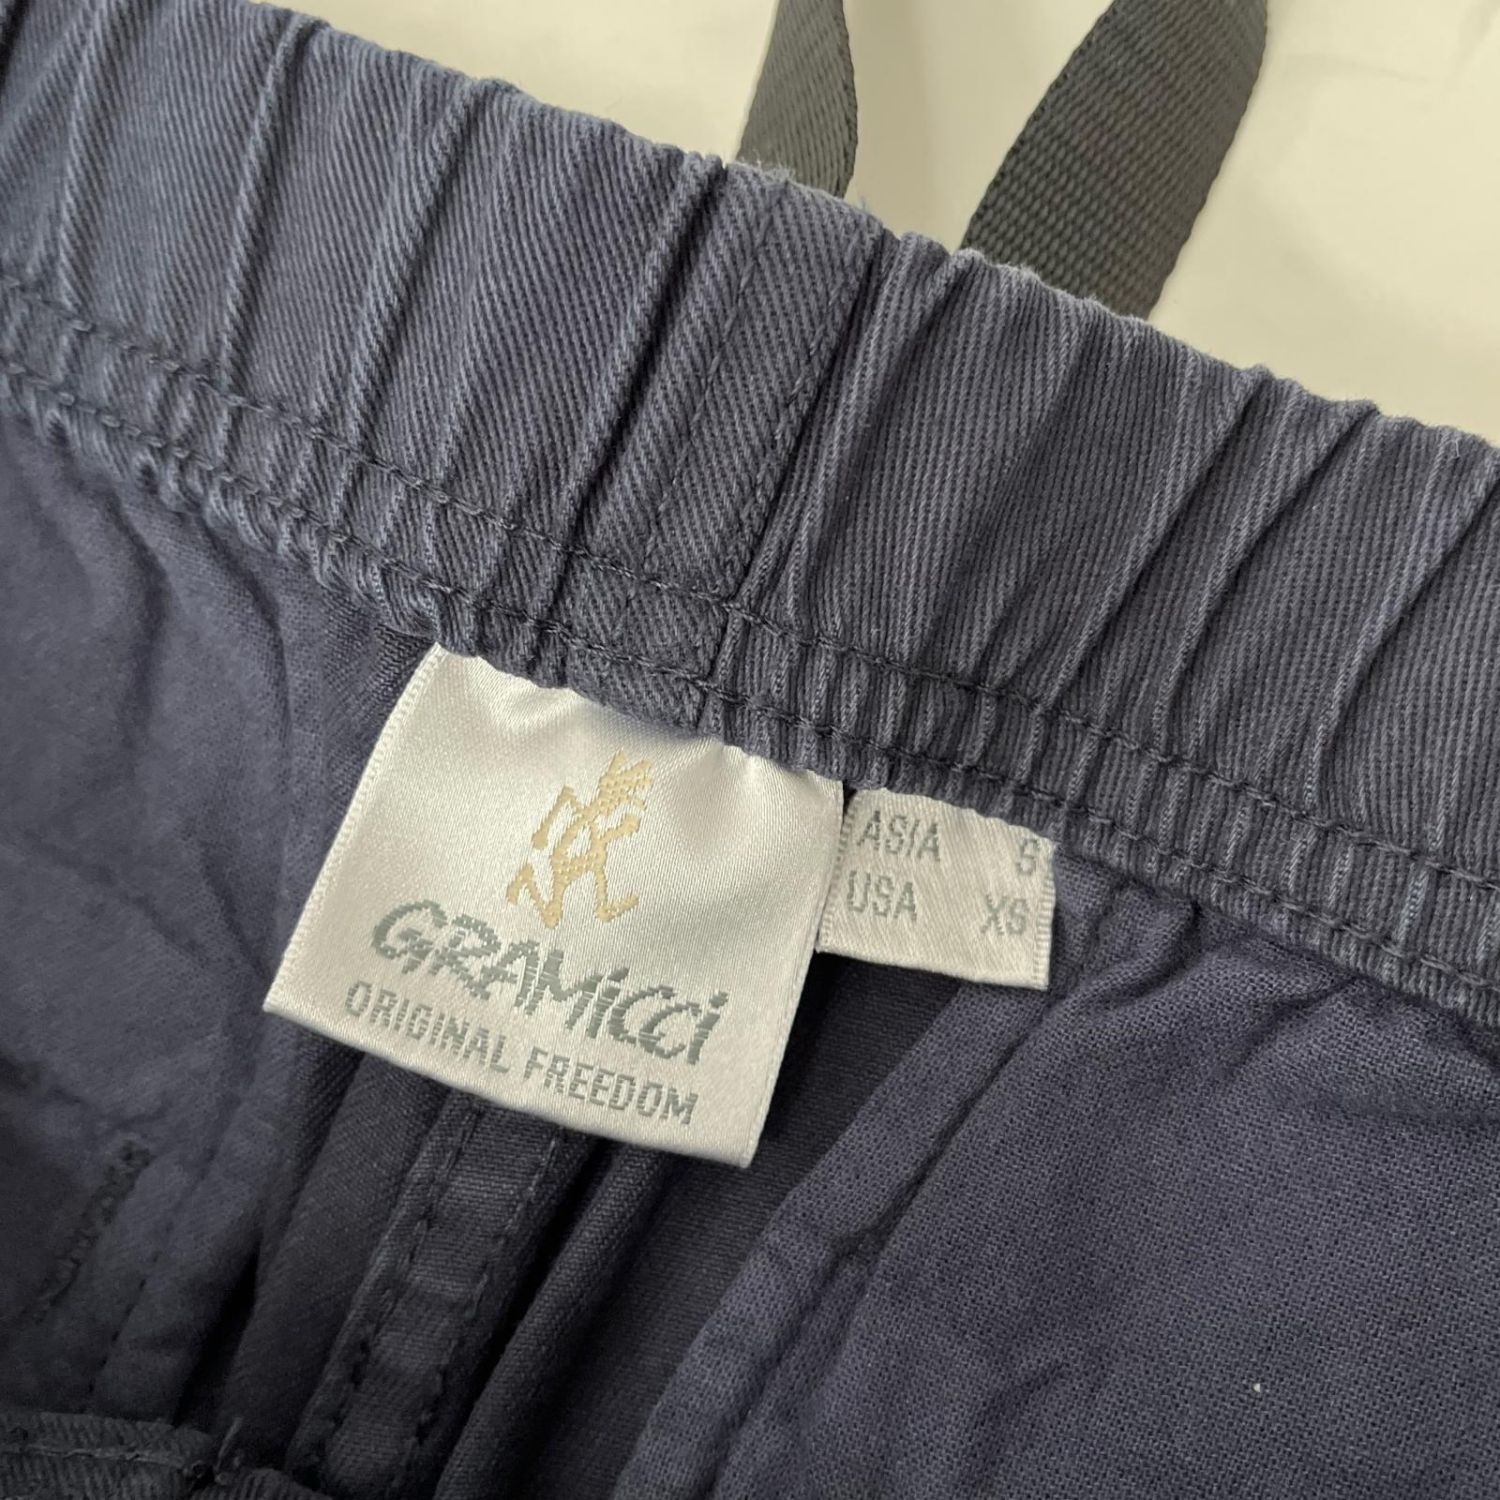 GRAMiCCi
ORIGINAL FREEDOM
ASIA S
USA XS